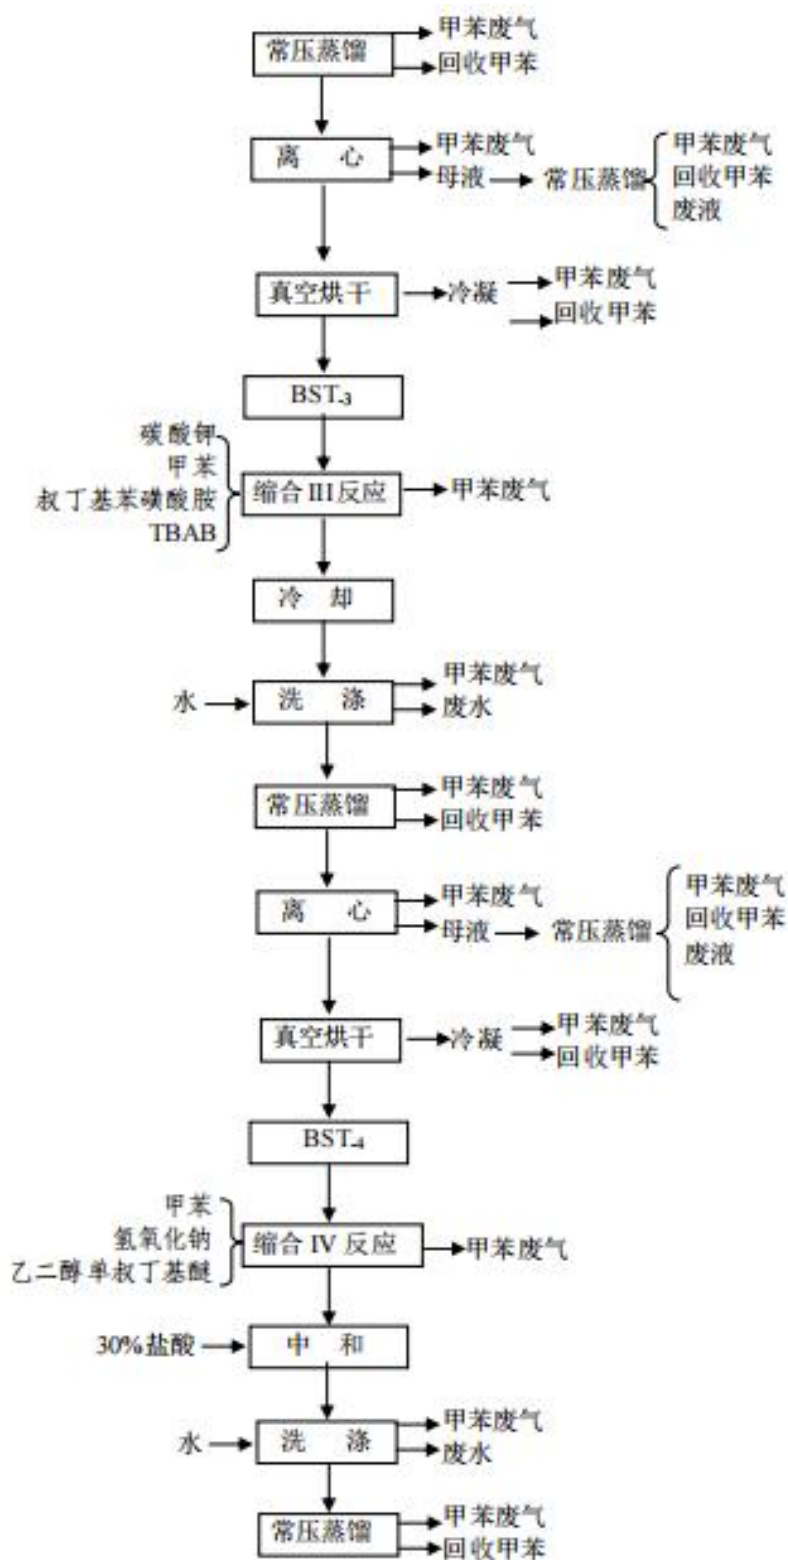 甲苯废气
常压蒸馏
回收甲苯
甲苯废气
离 心
母液
常压蒸馏
甲苯废气
回收甲苯
废液
真空烘干
冷凝
甲苯废气
回收甲苯
BST-3
碳酸钾
甲苯
叔丁基苯磺酸胺
TBAB
缩合III反应
甲苯废气
冷 却
水
洗 涤
甲苯废气
废水
常压蒸馏
甲苯废气
回收甲苯
离 心
甲苯废气
母液
常压蒸馏
甲苯废气
回收甲苯
废液
真空烘干
冷凝
甲苯废气
回收甲苯
BST-4
甲苯
氢氧化钠
乙二醇单叔丁基醚
缩合IV反应
甲苯废气
30%盐酸
中 和
水
洗 涤
甲苯废气
废水
常压蒸馏
甲苯废气
回收甲苯